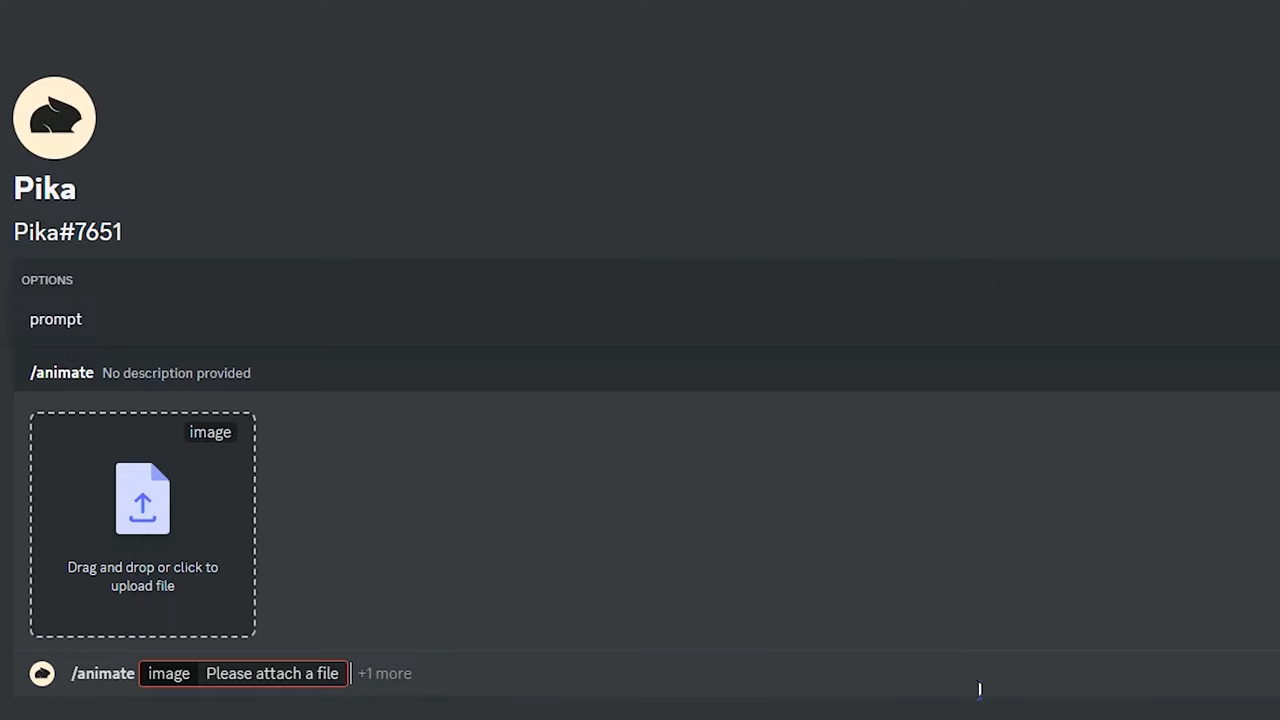 Pika
Pika#7651
OPTIONS
prompt
/animate No description provided
image
Drag and drop or click to
upload file
/animate image Please attach a file +1 more